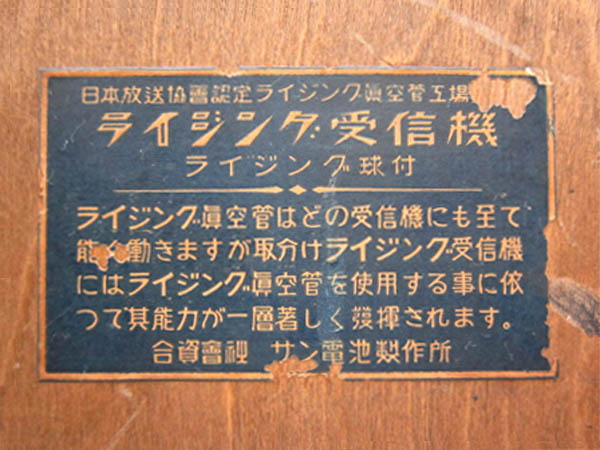 日本放送協會認定ライジング眞空管工場
ライジング受信機
ライジング球付
ライジング眞空管はどの受信機にも至て
能く働きますが取分けライジング受信機
にはライジング眞空管を使用する事に依
つて其能力が一層著しく發揮されます。
合資會社 サン電池製作所